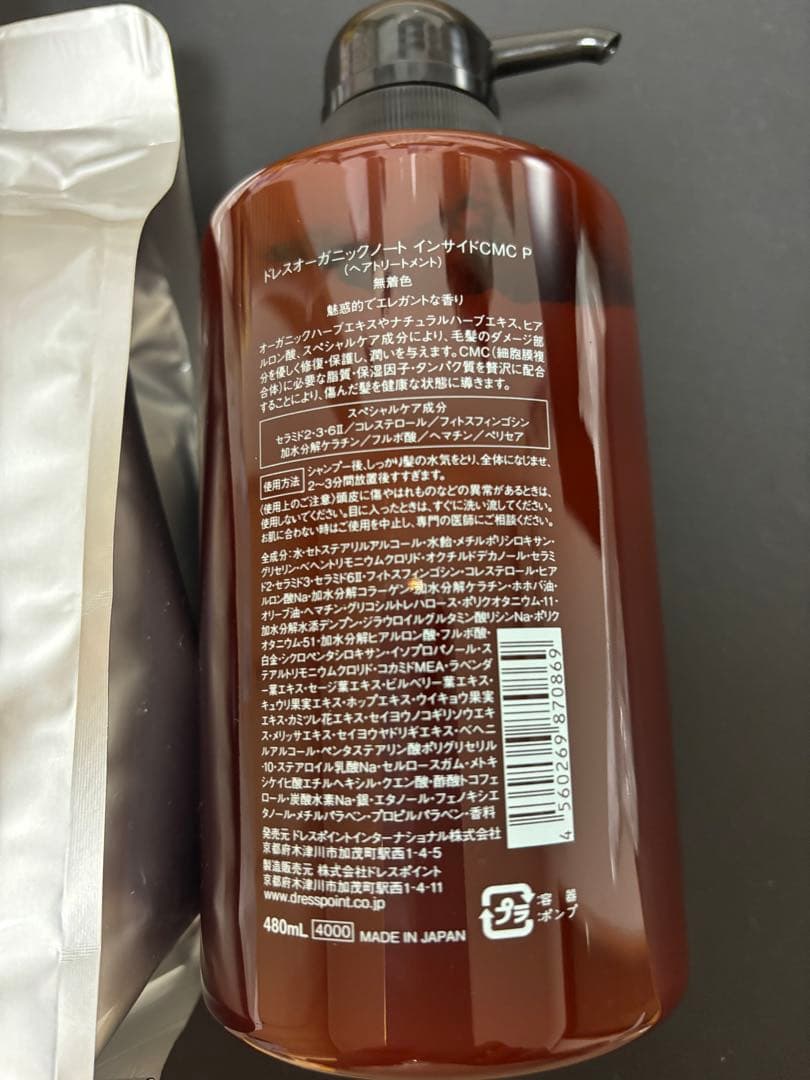 ドレスオーガニックノート インサイドCMC P
(ヘアトリートメント)
無着色
魅惑的でエレガントな香り
オーガニックハーブエキスやナチュラルハーブエキス、ヒア
ルロン酸、スペシャルケア成分により、毛髪のダメージ部
分を優しく修復・保護し、潤いを与えます。CMC(細胞膜複
合体)に必要な脂質・保湿因子・タンパク質を贅沢に配合
することにより、傷んだ髪を健康な状態に導きます。
スペシャルケア成分
セラミド2・3・6Ⅱ/コレステロール/フィトスフィンゴシン
加水分解ケラチン/フルボ酸/ヘマチン/ペリセア
使用方法 シャンプー後、しっかり髪の水気をとり、全体になじませ、
2〜3分間放置後すすぎます。
〈使用上のご注意〉頭皮に傷やはれものなどの異常があるときは、
使用しないでください。目に入ったときは、すぐに洗い流してください。
お肌に合わない時はご使用を中止し、専門の医師にご相談ください。
全成分:水・セトステアリルアルコール・水飴・メチルポリシロキサン・
グリセリン・ベヘントリモニウムクロリド・オクチルドデカノール・セラミ
ド2・セラミド3・セラミド6Ⅱ・フィトスフィンゴシン・コレステロール・ヒア
ルロン酸Na・加水分解コラーゲン・加水分解ケラチン・ホホバ油・
オリーブ油・ヘマチン・グリコシルトレハロース・ポリクオタニウム-11・
加水分解水添デンプン・ジラウロイルグルタミン酸リシンNa・ポリク
オタニウム-51・加水分解ヒアルロン酸・フルボ酸・
白金・シクロペンタシロキサン・イソプロパノール・ス
テアルトリモニウムクロリド・コカミドMEA・ラベンダ
ー葉エキス・セージ葉エキス・ビルベリー葉エキス・
キュウリ果実エキス・ホップエキス・ウイキョウ果実
エキス・カミツレ花エキス・セイヨウノコギリソウエキ
ス・メリッサエキス・セイヨウヤドリギエキス・ベヘニ
ルアルコール・ペンタステアリン酸ポリグリセリル
-10・ステアロイル乳酸Na・セルロースガム・メトキ
シケイヒ酸エチルヘキシル・クエン酸・酢酸トコフェ
ロール・炭酸水素Na・銀・エタノール・フェノキシエ
タノール・メチルパラベン・プロピルパラベン・香料
発売元 ドレスポイントインターナショナル株式会社
京都府木津川市加茂町駅西1-4-5
製造販売元 株式会社ドレスポイント
京都府木津川市加茂町駅西1-4-11
www.dresspoint.co.jp
480mL 4000 MADE IN JAPAN
4 560269 870869
プラ
容器
ポンプ